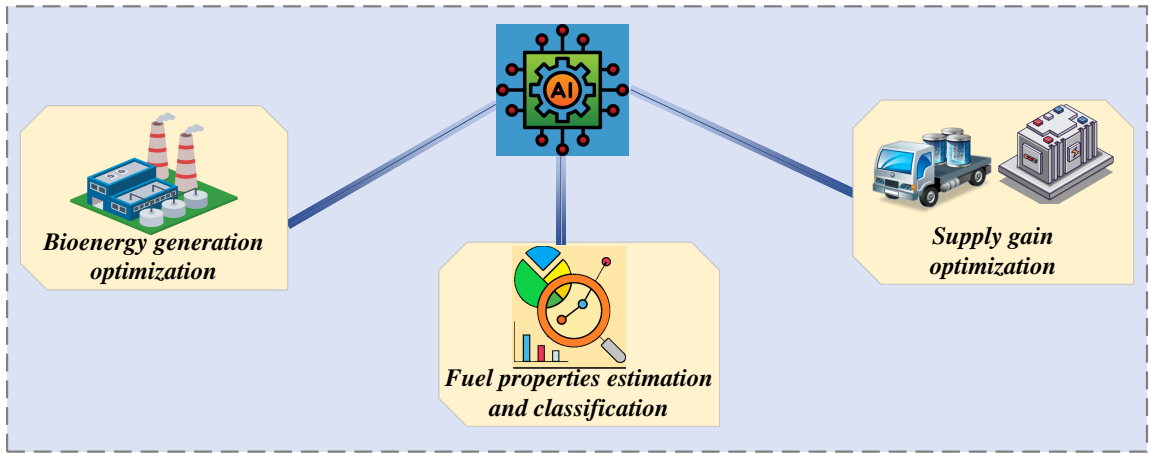 AI
Bioenergy generation
optimization
Supply gain
optimization
Fuel properties estimation
and classification